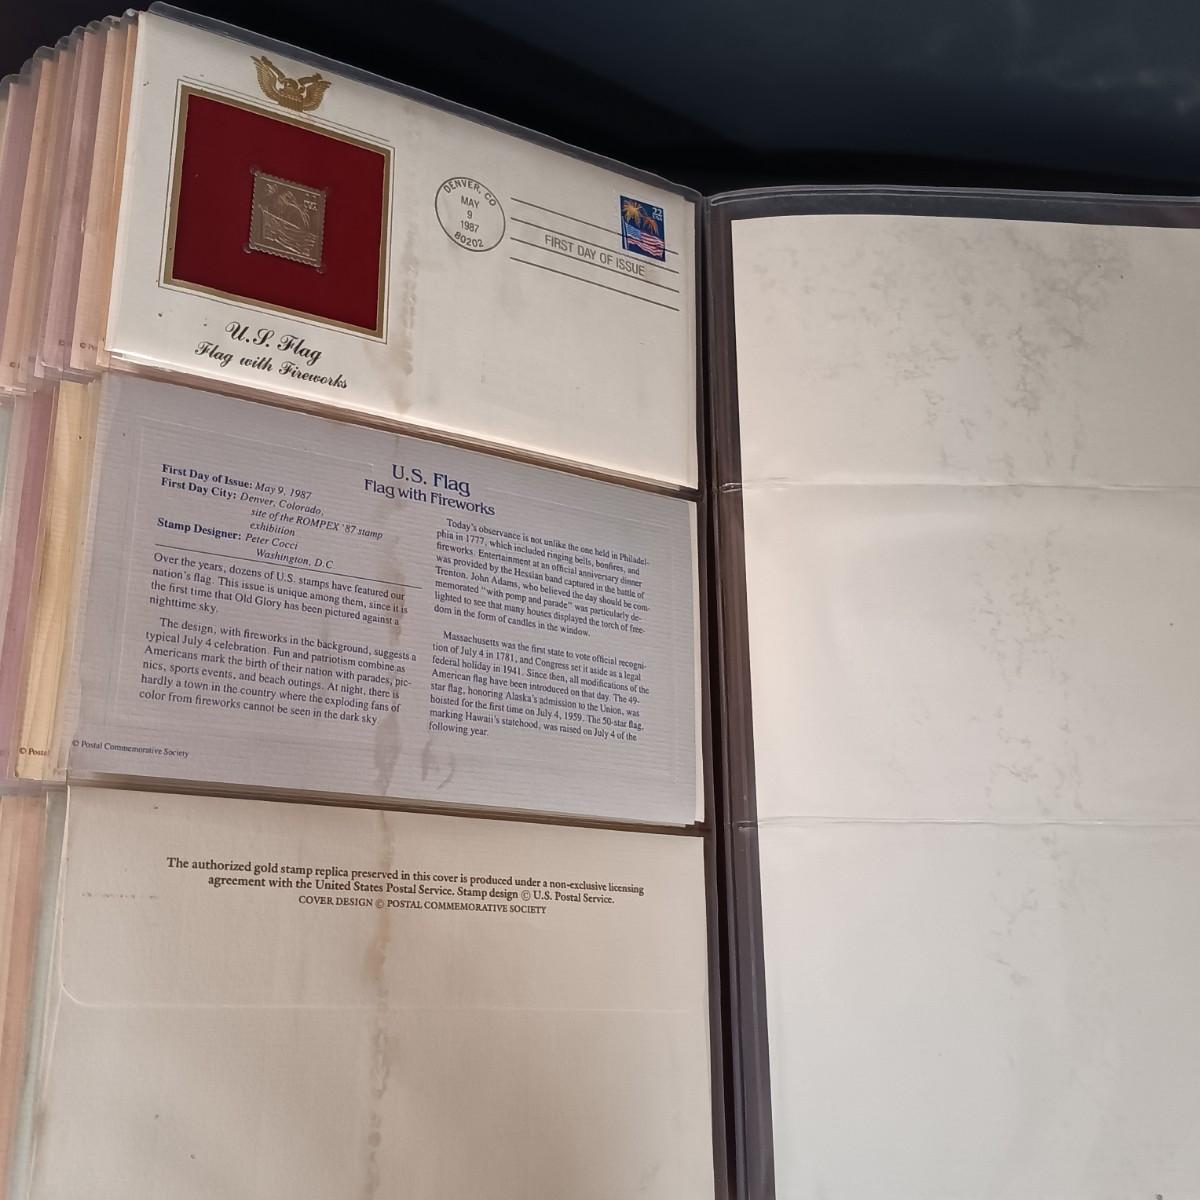 DENVER, CO
MAY
9
1987
80202
FIRST DAY OF ISSUE
22
U.S. Flag
Flag with Fireworks
U.S. Flag
Flag with Fireworks
First Day of Issue: May 9, 1987
First Day City: Denver, Colorado,
site of the ROMPEX '87 stamp
exhibition
Stamp Designer: Peter Cocci
Washington, D.C.
Over the years, dozens of U.S. stamps have featured our
nation's flag. This issue is unique among them, since it is
the first time that Old Glory has been pictured against a
nighttime sky.
The design, with fireworks in the background, suggests a
typical July 4 celebration. Fun and patriotism combine as
Americans mark the birth of their nation with parades, pic-
nics, sports events, and beach outings. At night, there is
hardly a town in the country where the exploding fans of
color from fireworks cannot be seen in the dark sky
Today's observance is not unlike the one held in Philadel-
phia in 1777, which included ringing bells, bonfires, and
fireworks. Entertainment at an official anniversary dinner
was provided by the Hessian band captured in the battle of
Trenton. John Adams, who believed the day should be com-
memorated "with pomp and parade" was particularly de-
lighted to see that many houses displayed the torch of free-
dom in the form of candles in the window.
Massachusetts was the first state to vote official recogni-
tion of July 4 in 1781, and Congress set it aside as a legal
federal holiday in 1941. Since then, all modifications of the
American flag have been introduced on that day. The 49-
star flag, honoring Alaska's admission to the Union, was
hoisted for the first time on July 4, 1959. The 50-star flag,
marking Hawaii's statehood, was raised on July 4 of the
following year.
© Postal Commemorative Society
© Postal
The authorized gold stamp replica preserved in this cover is produced under a non-exclusive licensing
agreement with the United States Postal Service. Stamp design © U.S. Postal Service.
COVER DESIGN © POSTAL COMMEMORATIVE SOCIETY